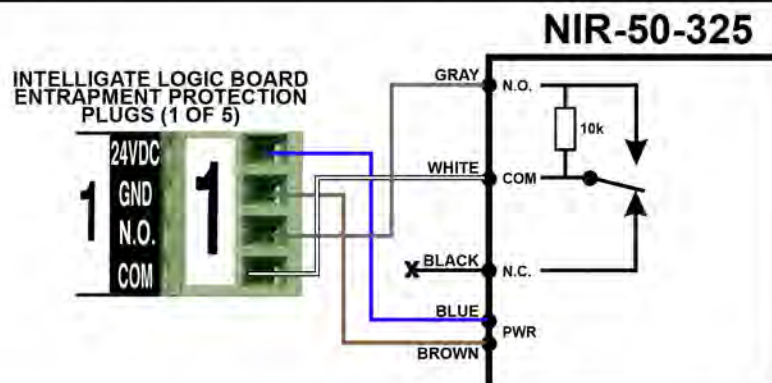 NIR-50-325
INTELLIGATE LOGIC BOARD
ENTRAPMENT PROTECTION
PLUGS (1 OF 5)
1
24VDC
GND
N.O.
COM
1
GRAY
N.O.
10k
WHITE
COM
X
BLACK
N.C.
BLUE
PWR
BROWN